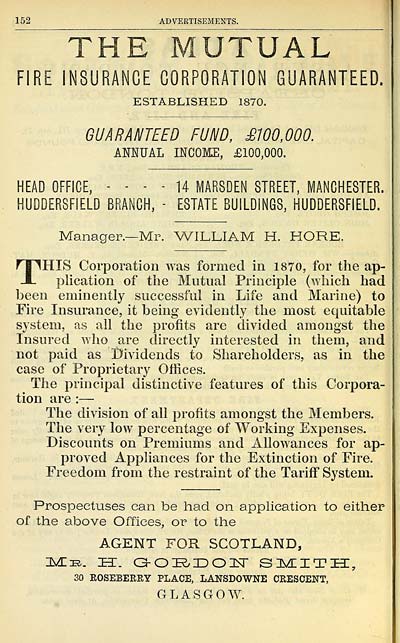 152 ADVERTISEMENTS.
THE MUTUAL
FIRE INSURANCE CORPORATION GUARANTEED.
ESTABLISHED 1870.
GUARANTEED FUND, £100,000.
ANNUAL INCOME, £100,000.
HEAD OFFICE, - - - - 14 MARSDEN STREET, MANCHESTER.
HUDDERSFIELD BRANCH, - ESTATE BUILDINGS, HUDDERSFIELD.
Manager.—Mr. WILLIAM H. HORE.
THIS Corporation was formed in 1870, for the ap-
plication of the Mutual Principle (which had
been eminently successful in Life and Marine) to
Fire Insurance, it being evidently the most equitable
system, as all the profits are divided amongst the
Insured who are directly interested in them, and
not paid as Dividends to Shareholders, as in the
case of Proprietary Offices.
The principal distinctive features of this Corpora-
tion are :—
The division of all profits amongst the Members.
The very low percentage of Working Expenses.
Discounts on Premiums and Allowances for ap-
proved Appliances for the Extinction of Fire.
Freedom from the restraint of the Tariff System.
Prospectuses can be had on application to either
of the above Offices, or to the
AGENT FOR SCOTLAND,
MR. H. GORDON SMITH,
30 ROSEBERRY PLACE, LANSDOWNE CRESCENT,
GLASGOW.